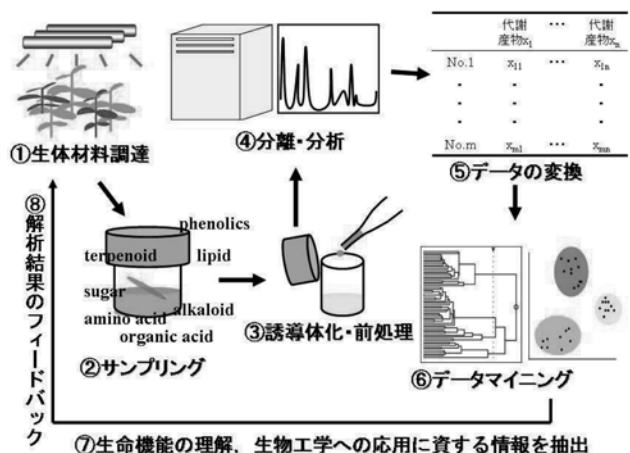 ①生体材料調達
④分離・分析
代謝 ・・・ 代謝
産物x1 産物xn
No.1 x11 ・・・ x1n
No.m xm1 ・・・ xmn
⑤データの変換
phenolics
terpenoid lipid
sugar
alkaloid
amino acid
organic acid
②サンプリング
③誘導体化・前処理
⑥データマイニング
⑦生命機能の理解，生物工学への応用に資する情報を抽出
⑧解析結果のフィードバック